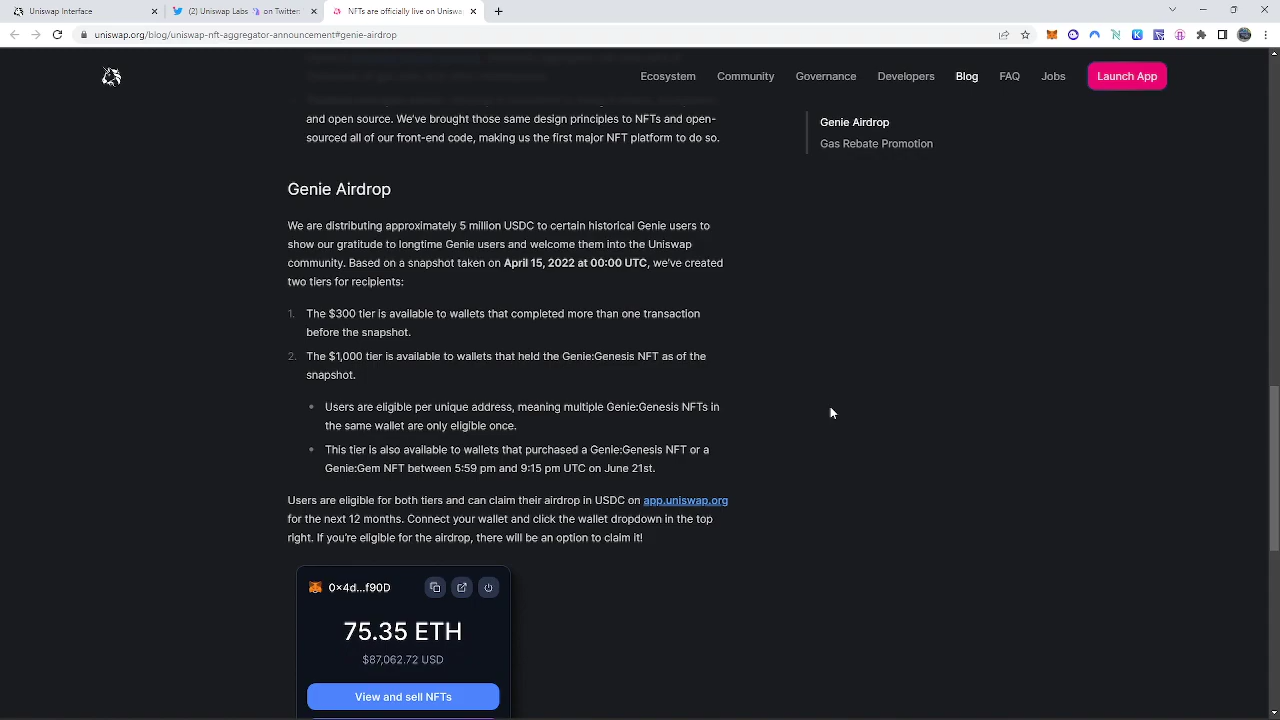 Uniswap Interface
(2) Uniswap Labs 🦄 on Twitter:
NFTs are officially live on Uniswa
uniswap.org/blog/uniswap-nft-aggregator-announcement#genie-airdrop
Ecosystem
Community
Governance
Developers
Blog
FAQ
Jobs
Launch App
and open source. We’ve brought those same design principles to NFTs and open-
sourced all of our front-end code, making us the first major NFT platform to do so.
Genie Airdrop
Gas Rebate Promotion
Genie Airdrop
We are distributing approximately 5 million USDC to certain historical Genie users to
show our gratitude to longtime Genie users and welcome them into the Uniswap
community. Based on a snapshot taken on April 15, 2022 at 00:00 UTC, we’ve created
two tiers for recipients:
1. The $300 tier is available to wallets that completed more than one transaction
before the snapshot.
2. The $1,000 tier is available to wallets that held the Genie:Genesis NFT as of the
snapshot.
• Users are eligible per unique address, meaning multiple Genie:Genesis NFTs in
the same wallet are only eligible once.
• This tier is also available to wallets that purchased a Genie:Genesis NFT or a
Genie:Gem NFT between 5:59 pm and 9:15 pm UTC on June 21st.
Users are eligible for both tiers and can claim their airdrop in USDC on app.uniswap.org
for the next 12 months. Connect your wallet and click the wallet dropdown in the top
right. If you’re eligible for the airdrop, there will be an option to claim it!
0×4d...f90D
75.35 ETH
$87,062.72 USD
View and sell NFTs